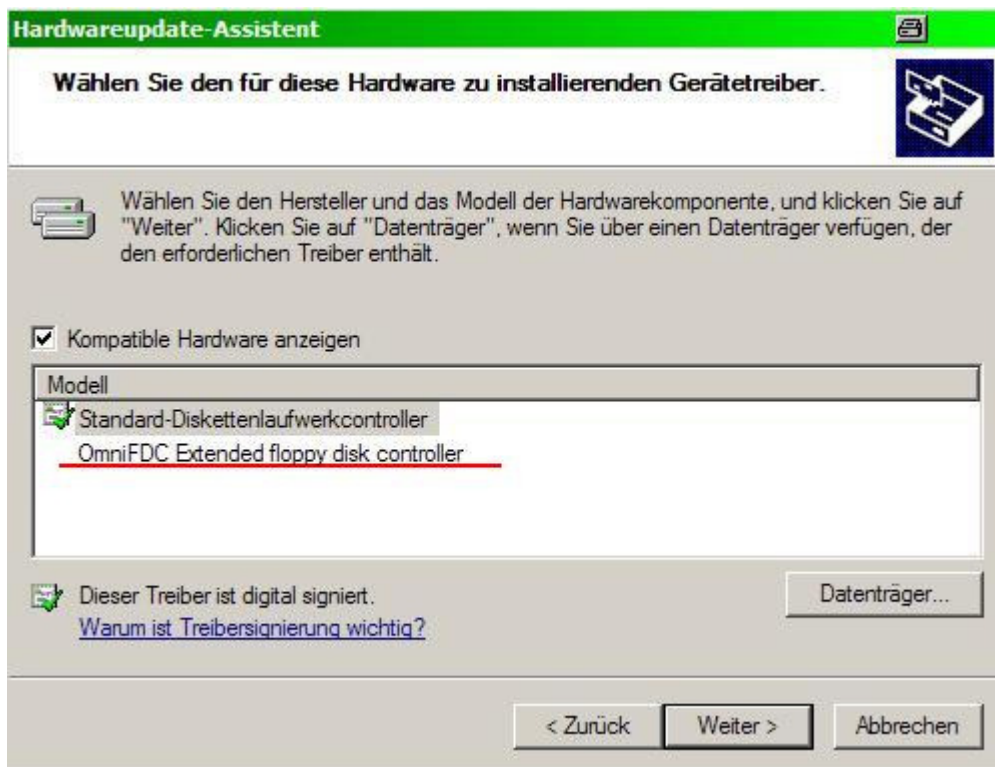 Hardwareupdate-Assistent
Wählen Sie den für diese Hardware zu installierenden Gerätetreiber.
Wählen Sie den Hersteller und das Modell der Hardwarekomponente, und klicken Sie auf
"Weiter". Klicken Sie auf "Datenträger", wenn Sie über einen Datenträger verfügen, der
den erforderlichen Treiber enthält.
Kompatible Hardware anzeigen
Modell
Standard-Diskettenlaufwerkcontroller
OmniFDC Extended floppy disk controller
Dieser Treiber ist digital signiert.
Datenträger...
Warum ist Treibersignierung wichtig?
< Zurück
Weiter >
Abbrechen